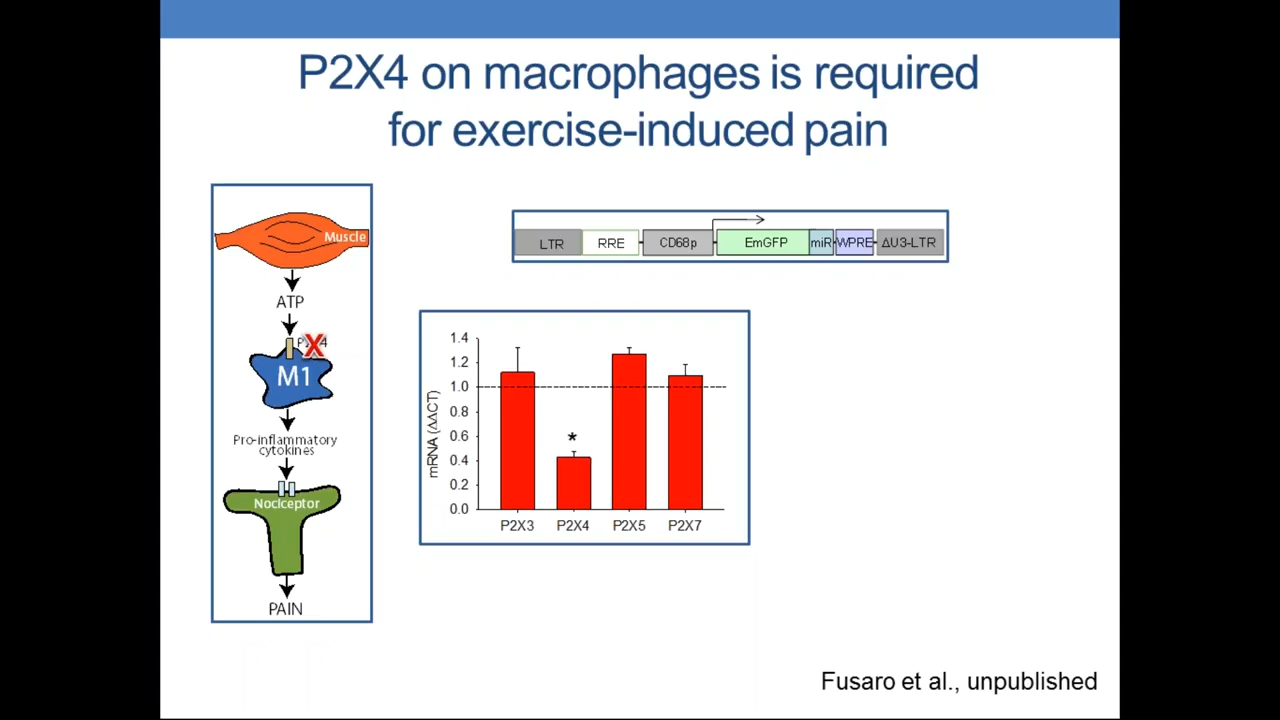 P2X4 on macrophages is required
for exercise-induced pain
Muscle
ATP
M1
Pro-inflammatory
cytokines
Nociceptor
PAIN
LTR RRE CD68p EmGFP miR WPRE ΔU3-LTR
mRNA (ΔΔCT)
1.4
1.2
1.0
0.8
0.6
0.4
0.2
0.0
*
P2X3 P2X4 P2X5 P2X7
Fusaro et al., unpublished